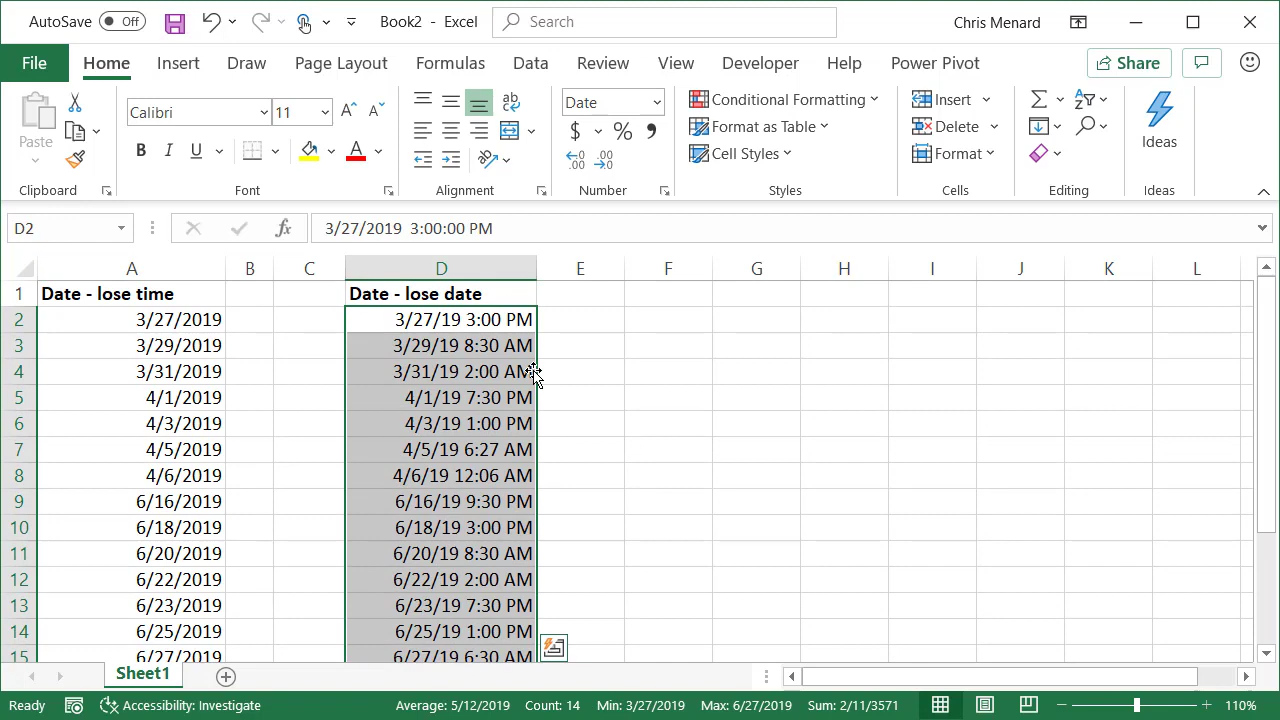 AutoSave Off Book2 - Excel Search Chris Menard
File Home Insert Draw Page Layout Formulas Data Review View Developer Help Power Pivot Share
Paste Calibri 11 Date Conditional Formatting Insert Ideas
B I U A $ % , Format as Table Delete
Cell Styles Format
Clipboard Font Alignment Number Styles Cells Editing Ideas
D2 fx 3/27/2019 3:00:00 PM
A B C D E F G H I J K L
1 Date - lose time Date - lose date
2 3/27/2019 3/27/19 3:00 PM
3 3/29/2019 3/29/19 8:30 AM
4 3/31/2019 3/31/19 2:00 AM
5 4/1/2019 4/1/19 7:30 PM
6 4/3/2019 4/3/19 1:00 PM
7 4/5/2019 4/5/19 6:27 AM
8 4/6/2019 4/6/19 12:06 AM
9 6/16/2019 6/16/19 9:30 PM
10 6/18/2019 6/18/19 3:00 PM
11 6/20/2019 6/20/19 8:30 AM
12 6/22/2019 6/22/19 2:00 AM
13 6/23/2019 6/23/19 7:30 PM
14 6/25/2019 6/25/19 1:00 PM
15 6/27/2019 6/27/19 6:30 AM
Sheet1
Ready Accessibility: Investigate Average: 5/12/2019 Count: 14 Min: 3/27/2019 Max: 6/27/2019 Sum: 2/11/3571 110%